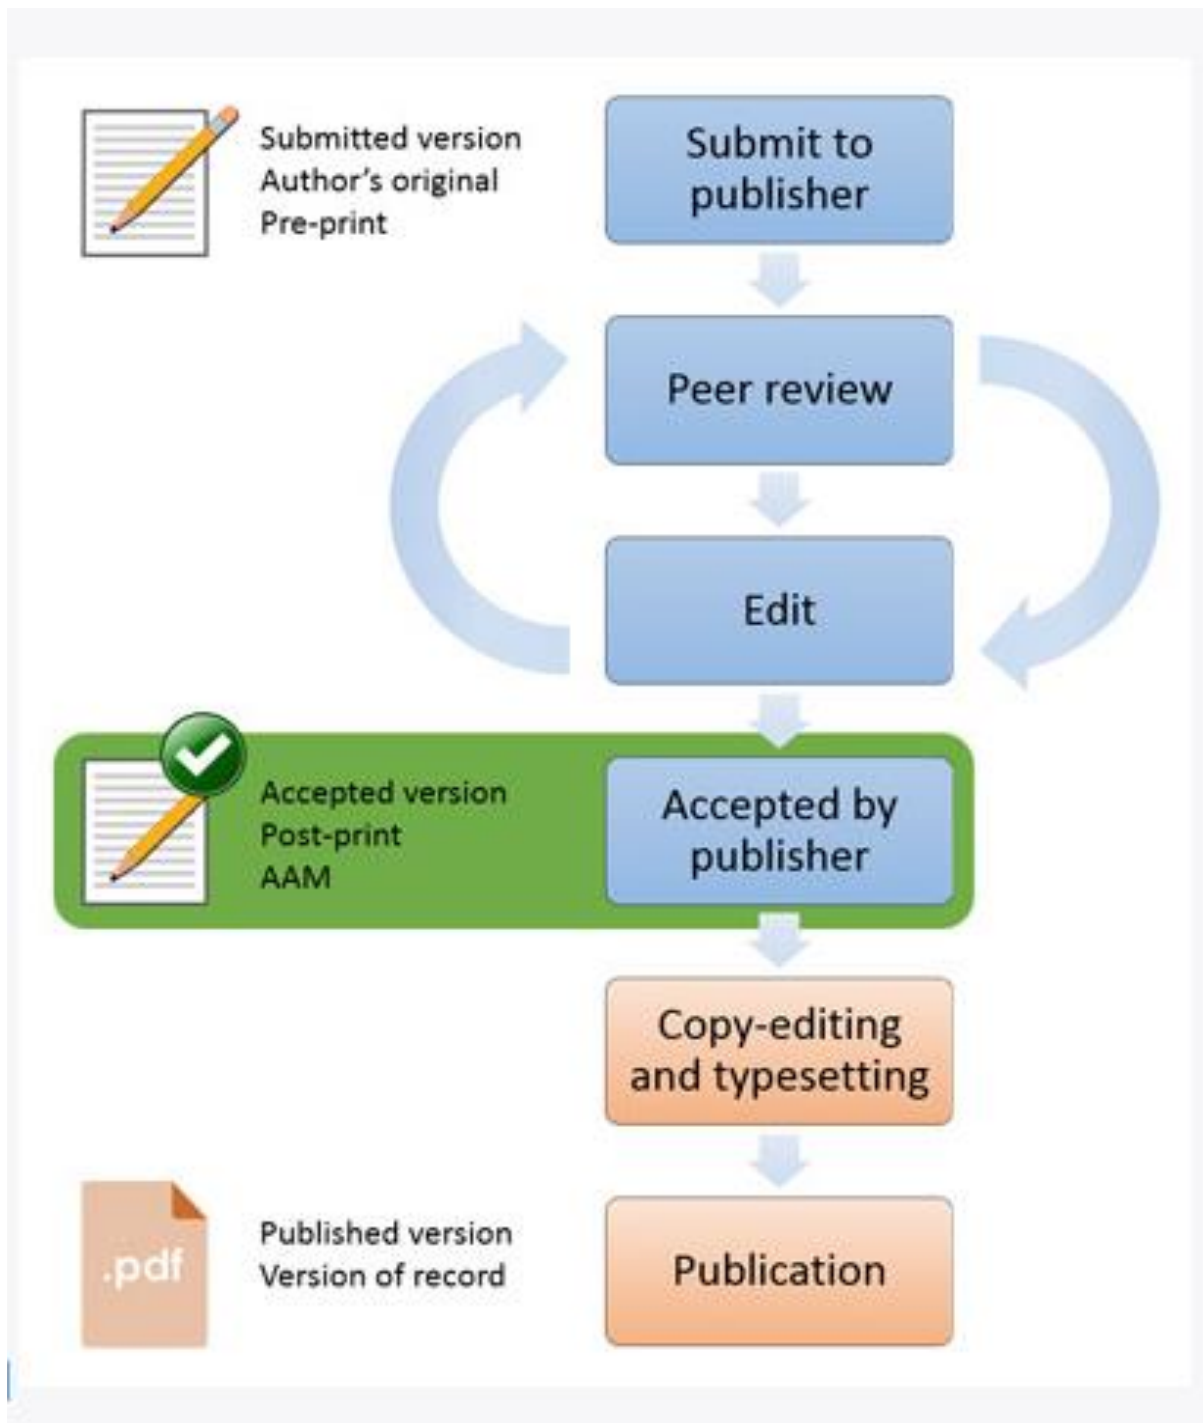 Submitted version
Author's original
Pre-print
Submit to
publisher
Peer review
Edit
Accepted version
Post-print
AAM
Accepted by
publisher
Copy-editing
and typesetting
.pdf
Published version
Version of record
Publication